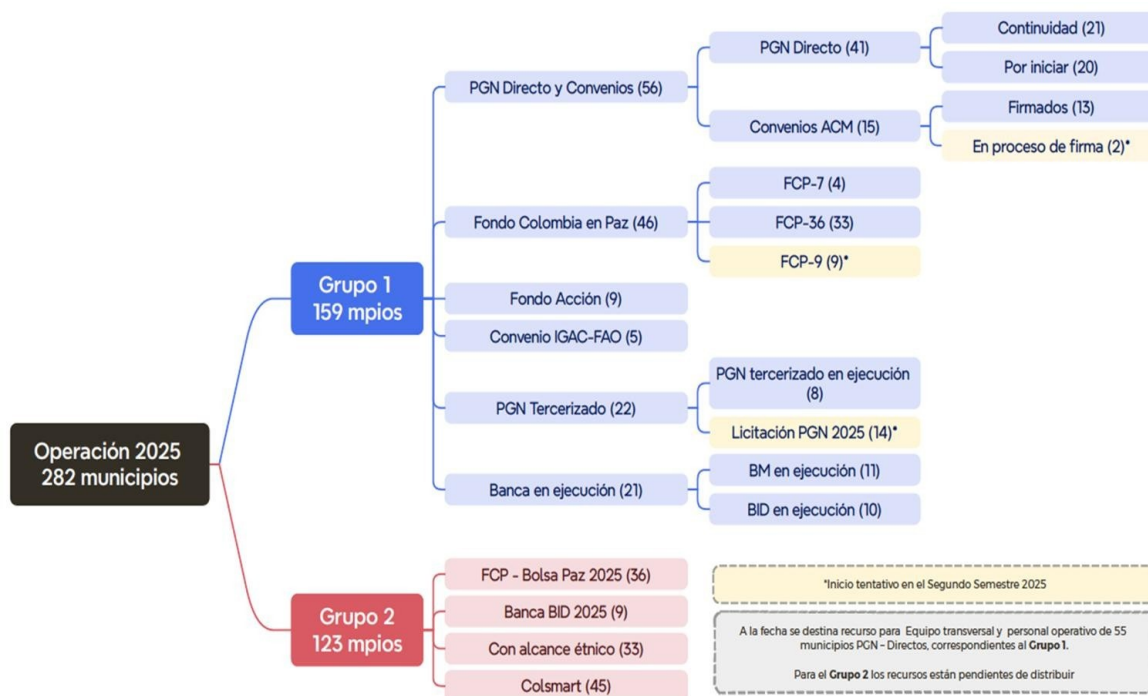 Operación 2025
282 municipios
Grupo 1
159 mpios
PGN Directo y Convenios (56)
PGN Directo (41)
Continuidad (21)
Por iniciar (20)
Convenios ACM (15)
Firmados (13)
En proceso de firma (2)*
Fondo Colombia en Paz (46)
FCP-7 (4)
FCP-36 (33)
FCP-9 (9)*
Fondo Acción (9)
Convenio IGAC-FAO (5)
PGN Tercerizado (22)
PGN tercerizado en ejecución
(8)
Licitación PGN 2025 (14)*
Banca en ejecución (21)
BM en ejecución (11)
BID en ejecución (10)
Grupo 2
123 mpios
FCP - Bolsa Paz 2025 (36)
Banca BID 2025 (9)
Con alcance étnico (33)
Colsmart (45)
*Inicio tentativo en el Segundo Semestre 2025
A la fecha se destina recurso para Equipo transversal y personal operativo de 55
municipios PGN – Directos, correspondientes al Grupo 1.
Para el Grupo 2 los recursos están pendientes de distribuir